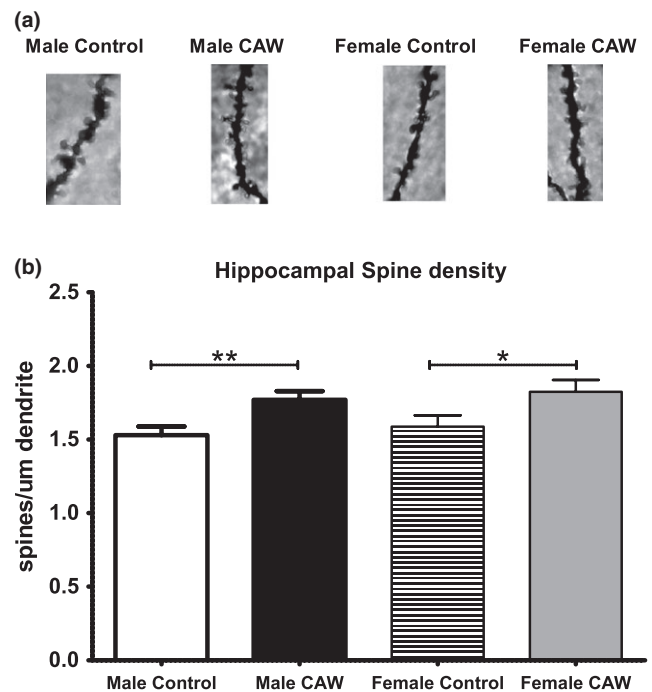 (a)
Male Control Male CAW Female Control Female CAW
(b)
Hippocampal Spine density
spines/um dendrite
2.5
2.0
1.5
1.0
0.5
0.0
** *
Male Control Male CAW Female Control Female CAW